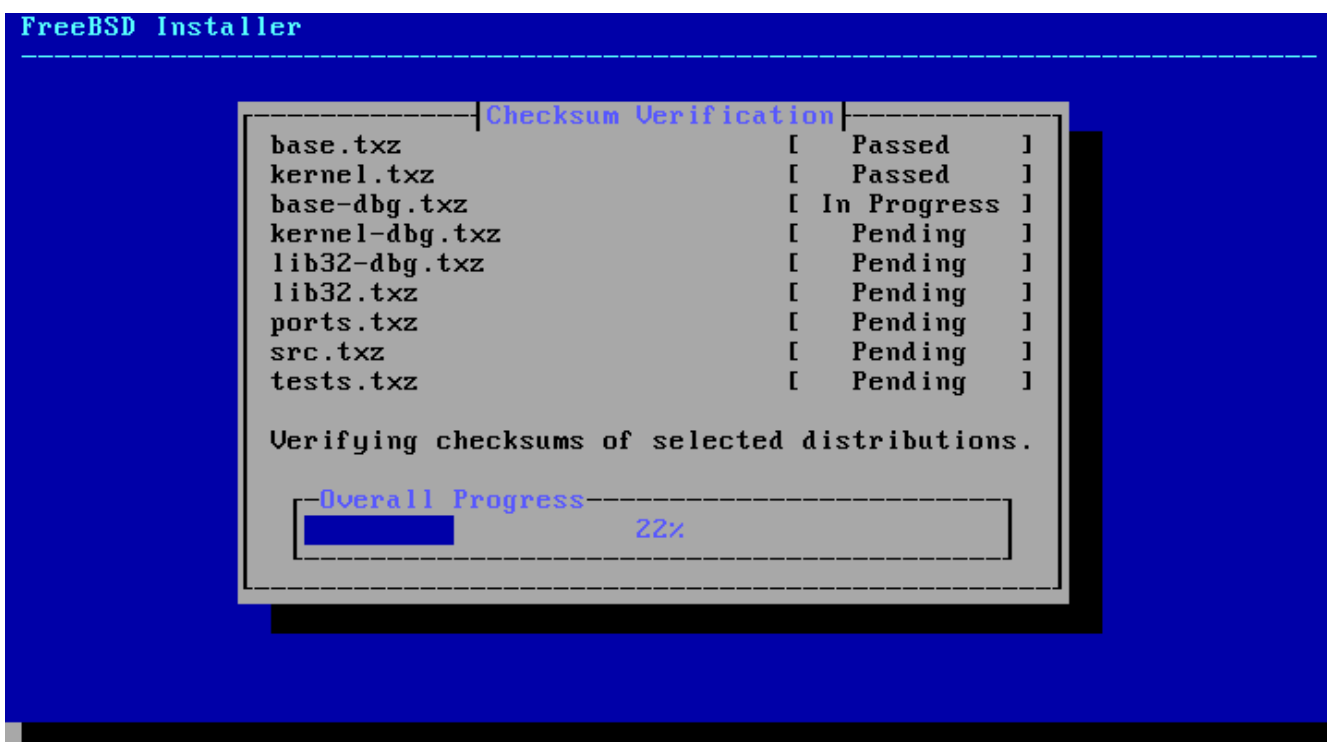 FreeBSD Installer
Checksum Verification
base.txz [ Passed ]
kernel.txz [ Passed ]
base-dbg.txz [ In Progress ]
kernel-dbg.txz [ Pending ]
lib32-dbg.txz [ Pending ]
lib32.txz [ Pending ]
ports.txz [ Pending ]
src.txz [ Pending ]
tests.txz [ Pending ]
Verifying checksums of selected distributions.
Overall Progress
22%